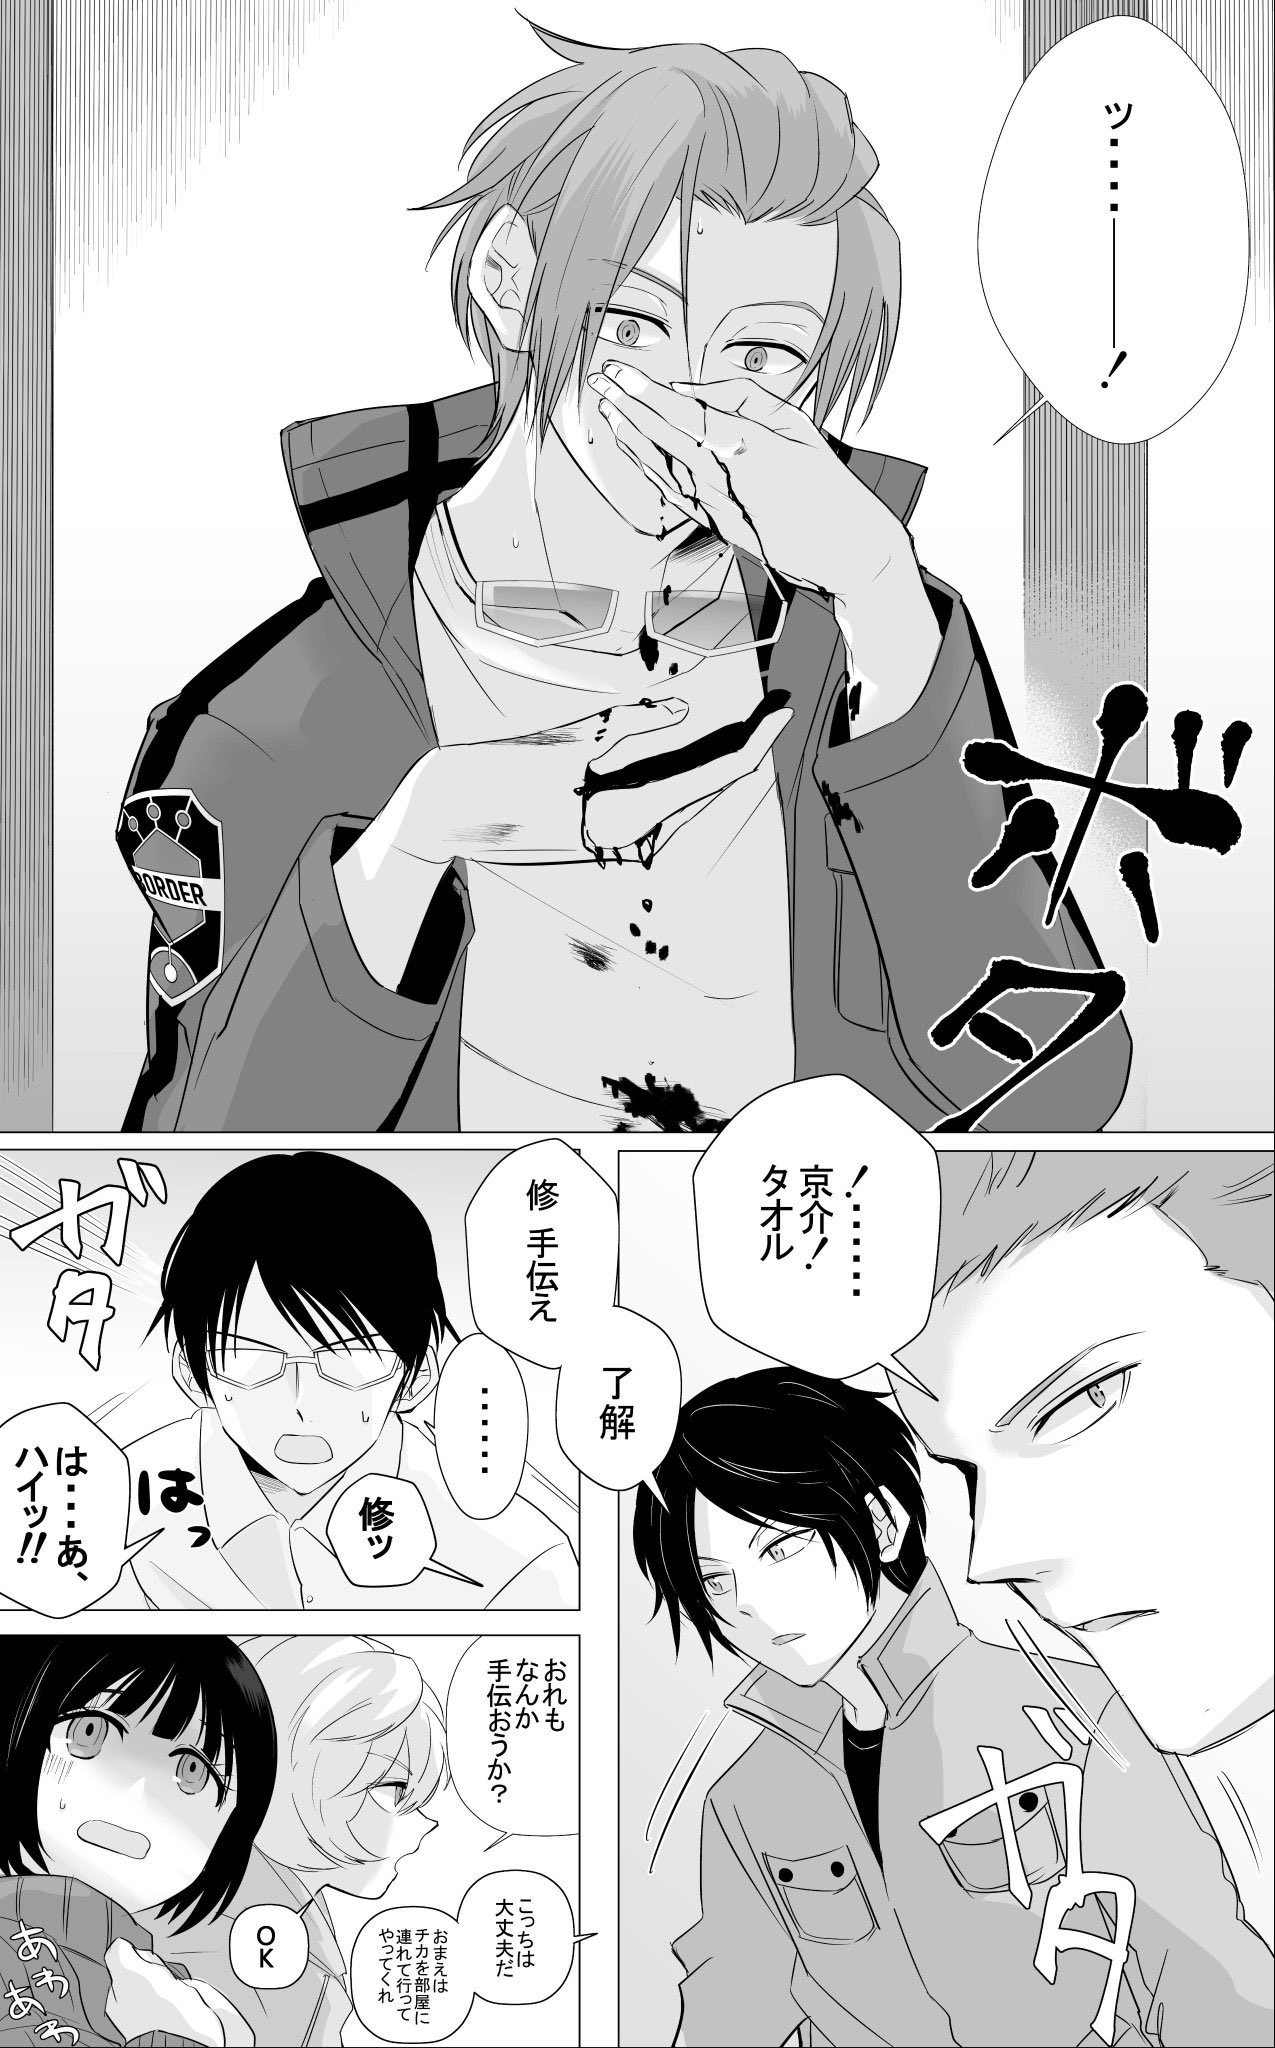 ツ・・・・・━━━！
ボタ
BORDER
！・・・・・・
京介！
タオル
ガタ
了解
修 手伝え
・・・・・・
ガタ
修ッ
はっ
は・・・あ、
ハイッ！！
おれも
なんか
手伝おうか？
こっちは
大丈夫だ
おまえは
チカを部屋に
連れて行って
やってくれ
OK
あわ
あわ